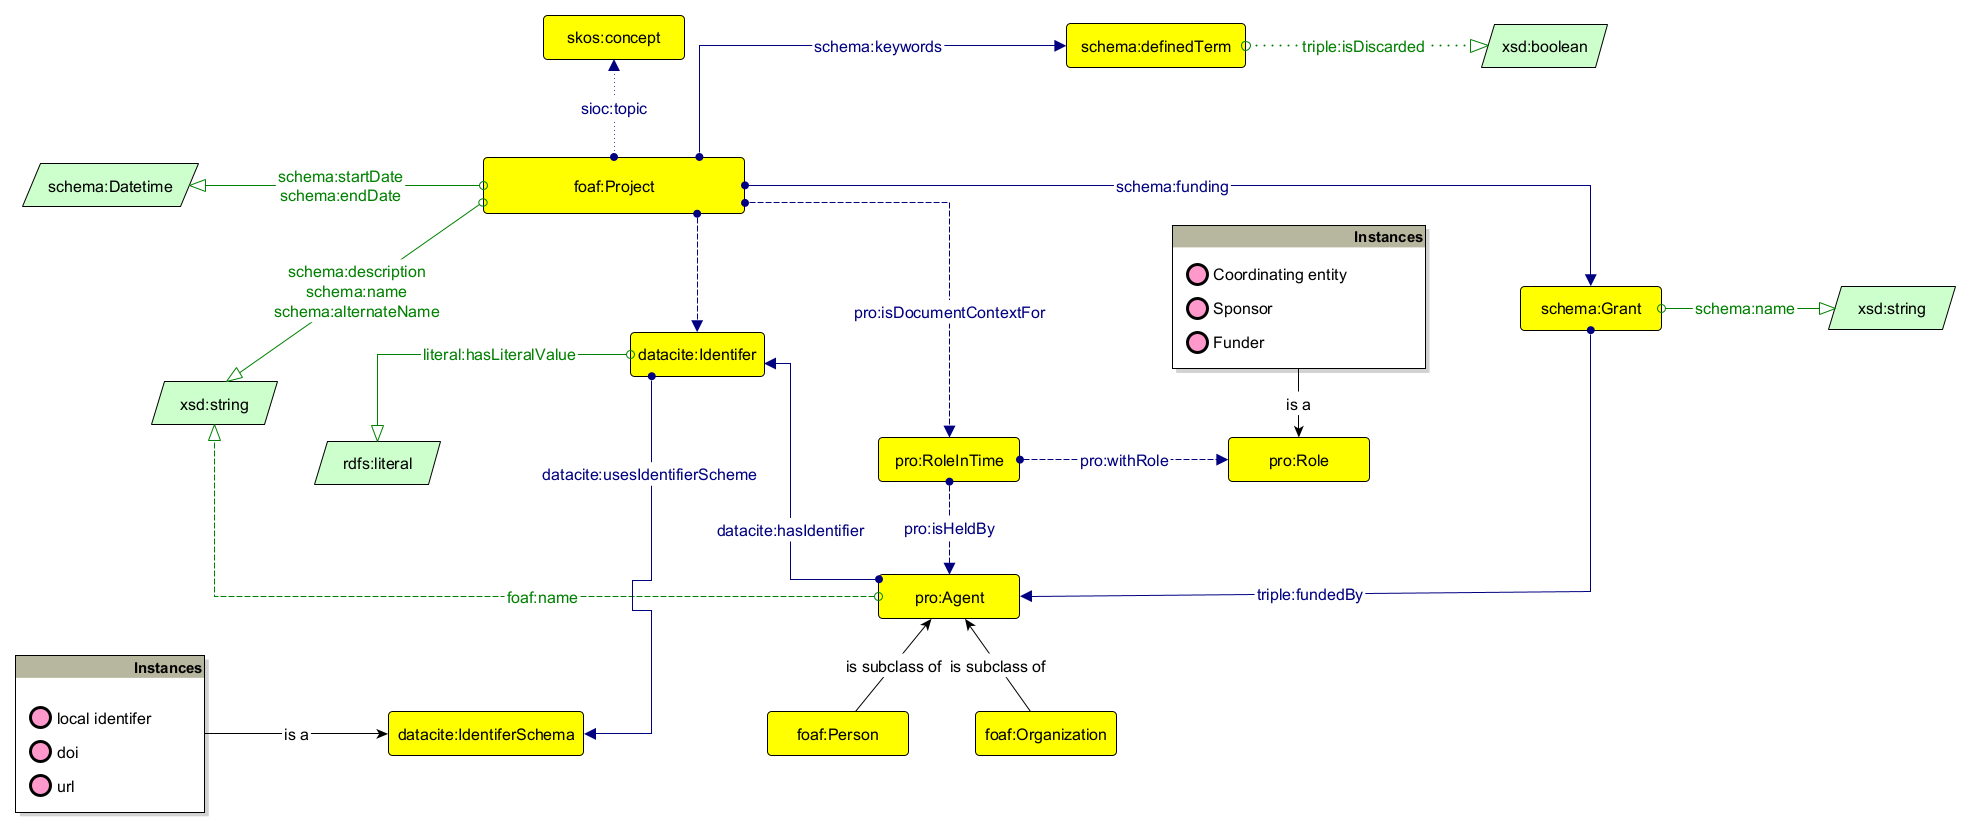 skos:concept
schema:keywords
schema:definedTerm
triple:isDiscarded
xsd:boolean
sioc:topic
schema:Datetime
schema:startDate
schema:endDate
foaf:Project
schema:funding
schema:description
schema:name
schema:alternateName
Instances
Coordinating entity
Sponsor
Funder
pro:isDocumentContextFor
schema:Grant
schema:name
xsd:string
literal:hasLiteralValue
datacite:Identifer
xsd:string
is a
rdfs:literal
pro:RoleInTime
pro:withRole
pro:Role
datacite:usesIdentifierScheme
datacite:hasIdentifier
pro:isHeldBy
foaf:name
pro:Agent
triple:fundedBy
is subclass of
is subclass of
Instances
local identifer
doi
url
is a
datacite:IdentiferSchema
foaf:Person
foaf:Organization